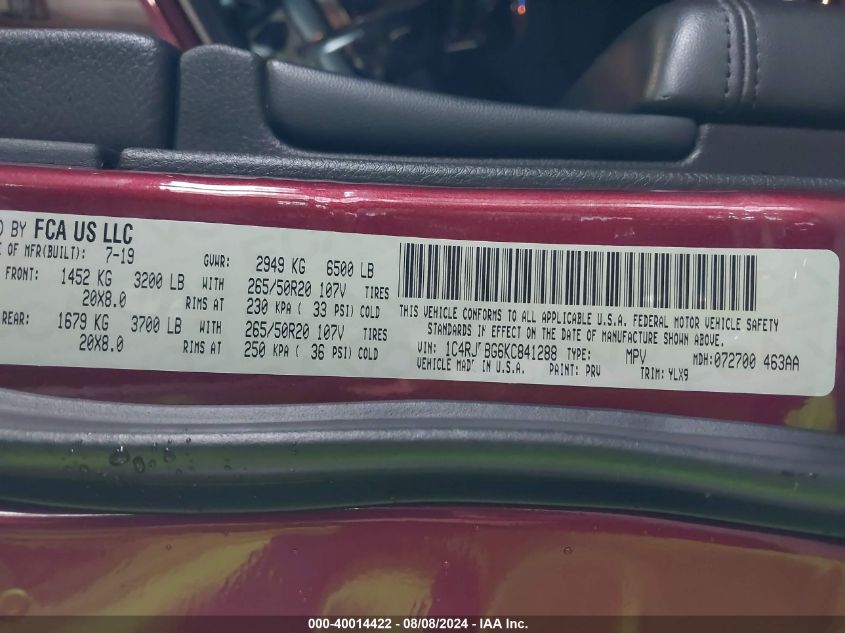 ) BY FCA US LLC
E OF MFR(BUILT): 7-19 GVWR: 2949 KG 6500 LB
FRONT: 1452 KG 3200 LB WITH 265/50R20 107V TIRES
20X8.0 RIMS AT 230 KPA ( 33 PSI) COLD
REAR: 1679 KG 3700 LB WITH 265/50R20 107V TIRES
20X8.0 RIMS AT 250 KPA ( 36 PSI) COLD
THIS VEHICLE CONFORMS TO ALL APPLICABLE U.S.A. FEDERAL MOTOR VEHICLE SAFETY
STANDARDS IN EFFECT ON THE DATE OF MANUFACTURE SHOWN ABOVE.
VIN: 1C4RJ BG6KC841288 TYPE: MPV MDH:072700 463AA
VEHICLE MADE IN U.S.A. PAINT: PRV TRIM: YLX9
000-40014422 - 08/08/2024 - IAA Inc.